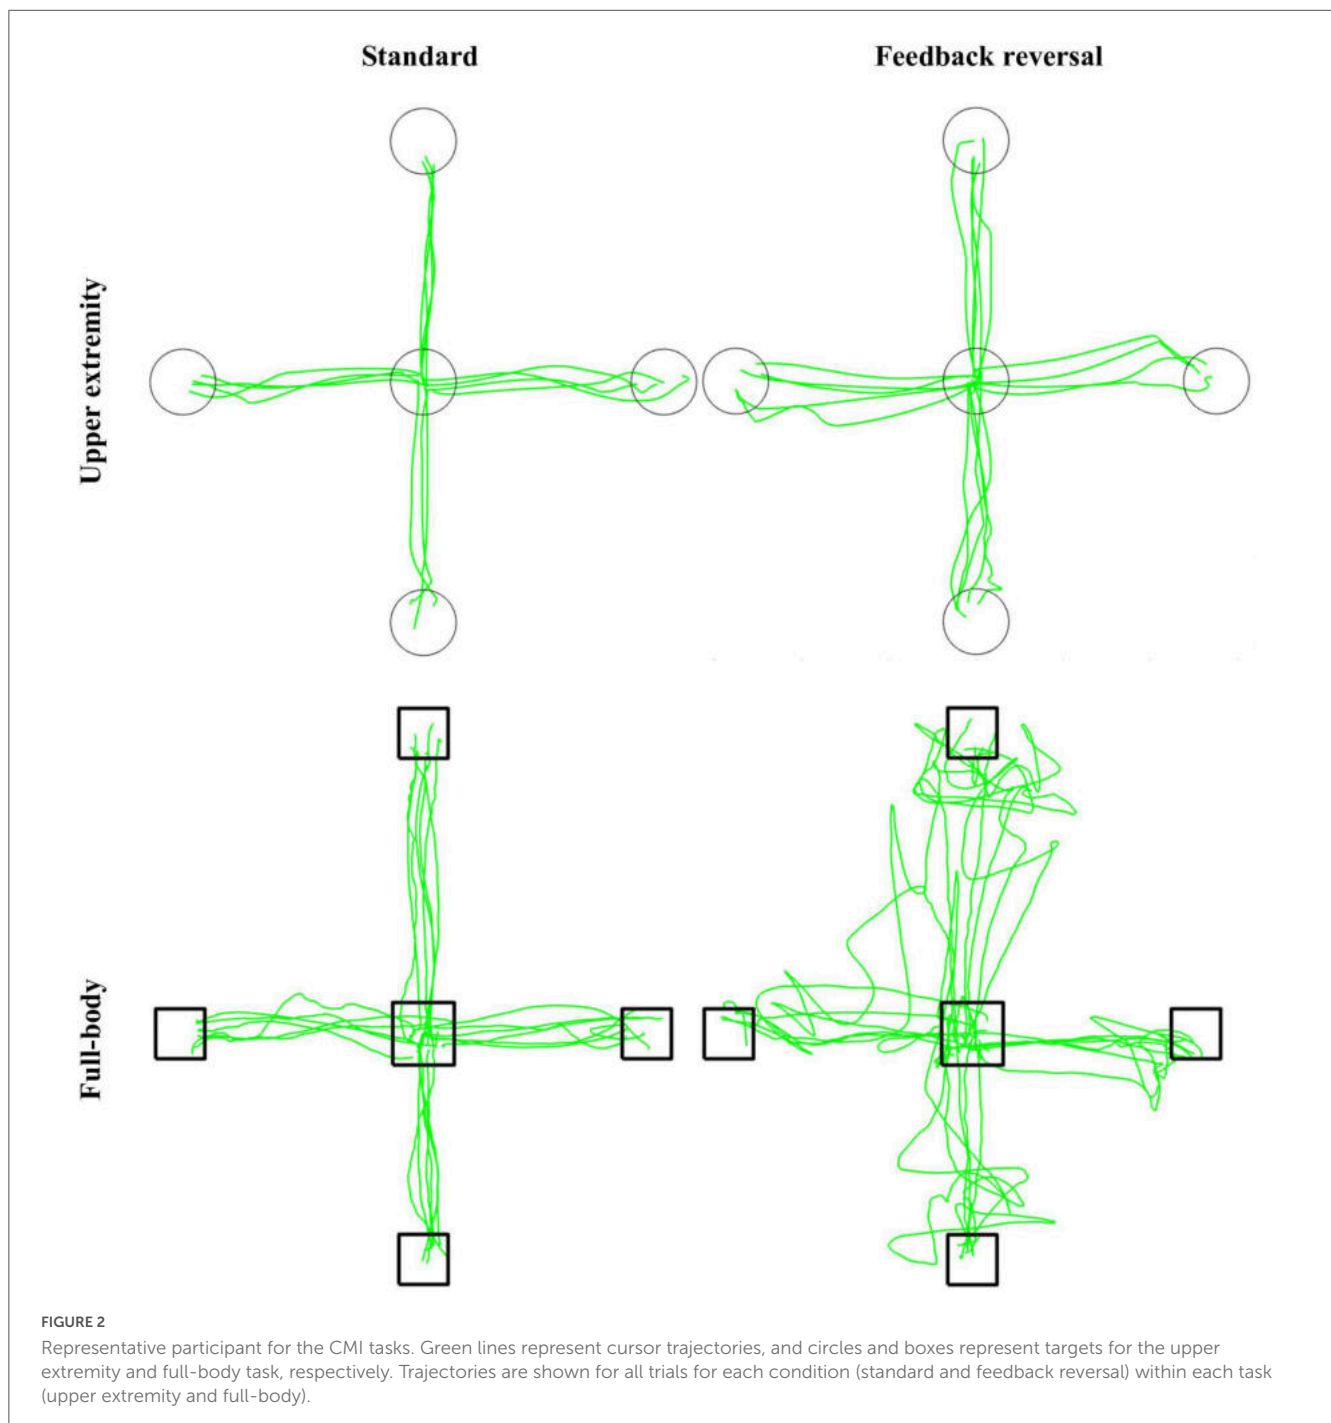 Standard
Feedback reversal
Upper extremity
Full-body
FIGURE 2
Representative participant for the CMI tasks. Green lines represent cursor trajectories, and circles and boxes represent targets for the upper
extremity and full-body task, respectively. Trajectories are shown for all trials for each condition (standard and feedback reversal) within each task
(upper extremity and full-body).